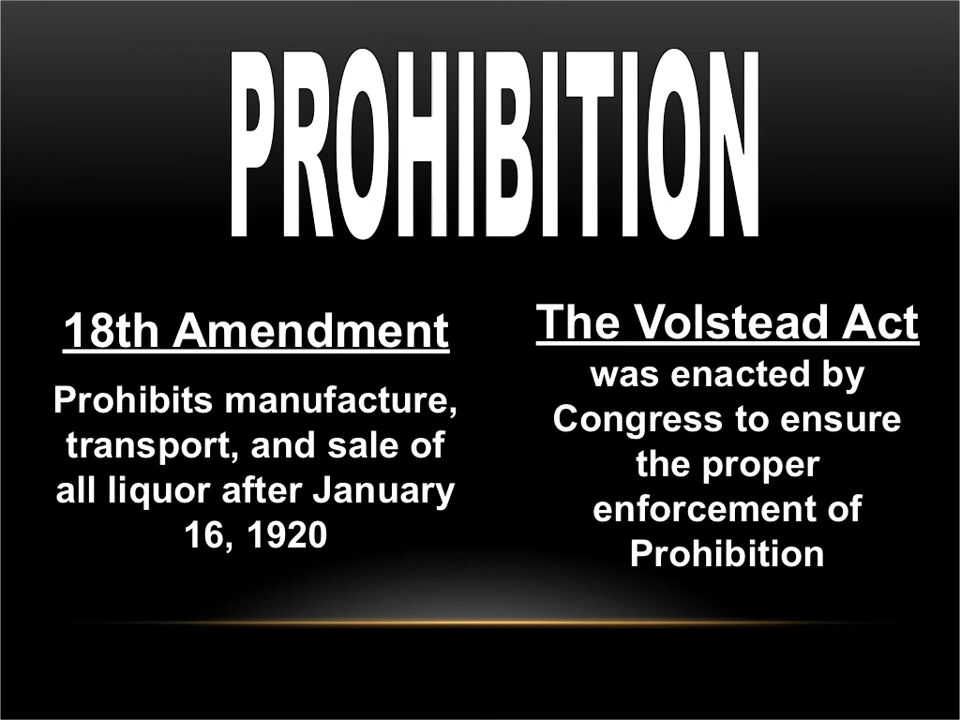 PROHIBITION
18th Amendment
Prohibits manufacture,
transport, and sale of
all liquor after January
16, 1920
The Volstead Act
was enacted by
Congress to ensure
the proper
enforcement of
Prohibition